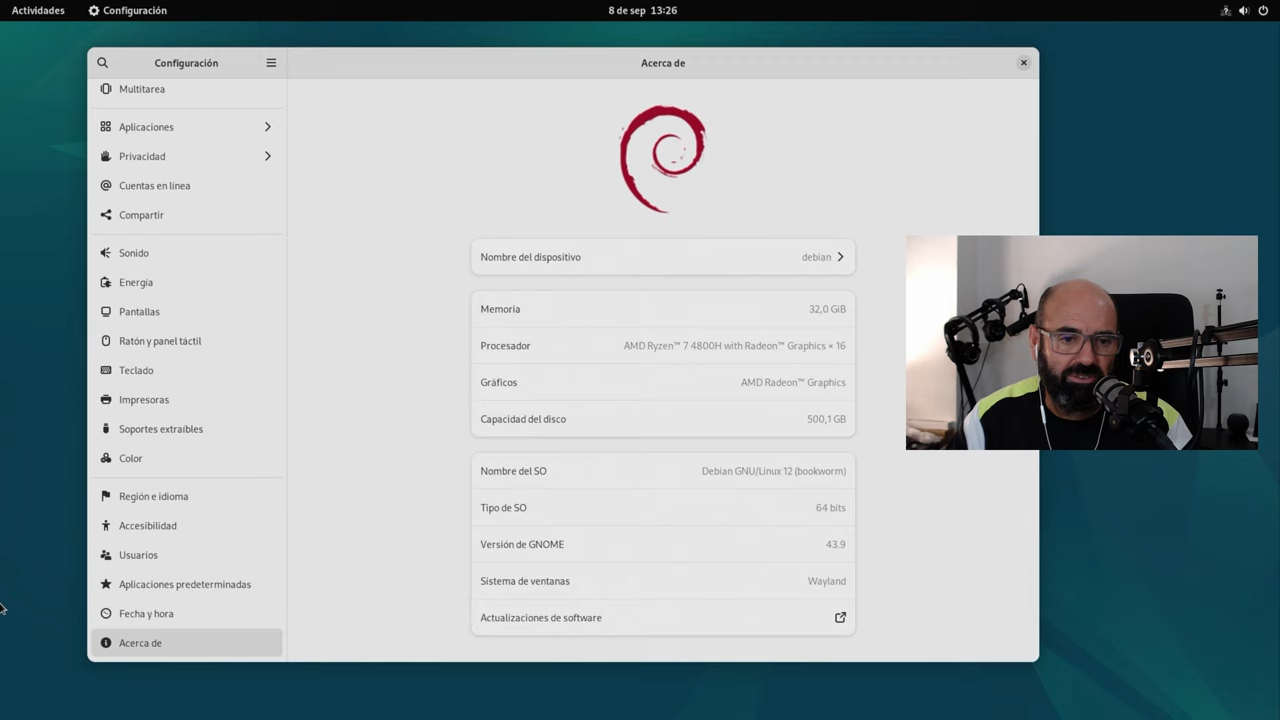 Actividades Configuración 8 de sep 13:26
Configuración Acerca de
Multitarea
Aplicaciones
Privacidad
Cuentas en línea
Compartir
Sonido
Energía
Pantallas
Ratón y panel táctil
Teclado
Impresoras
Soportes extraíbles
Color
Región e idioma
Accesibilidad
Usuarios
Aplicaciones predeterminadas
Fecha y hora
Acerca de
Nombre del dispositivo debian
Memoria 32,0 GiB
Procesador AMD Ryzen™ 7 4800H with Radeon™ Graphics × 16
Gráficos AMD Radeon™ Graphics
Capacidad del disco 500,1 GB
Nombre del SO Debian GNU/Linux 12 (bookworm)
Tipo de SO 64 bits
Versión de GNOME 43.9
Sistema de ventanas Wayland
Actualizaciones de software